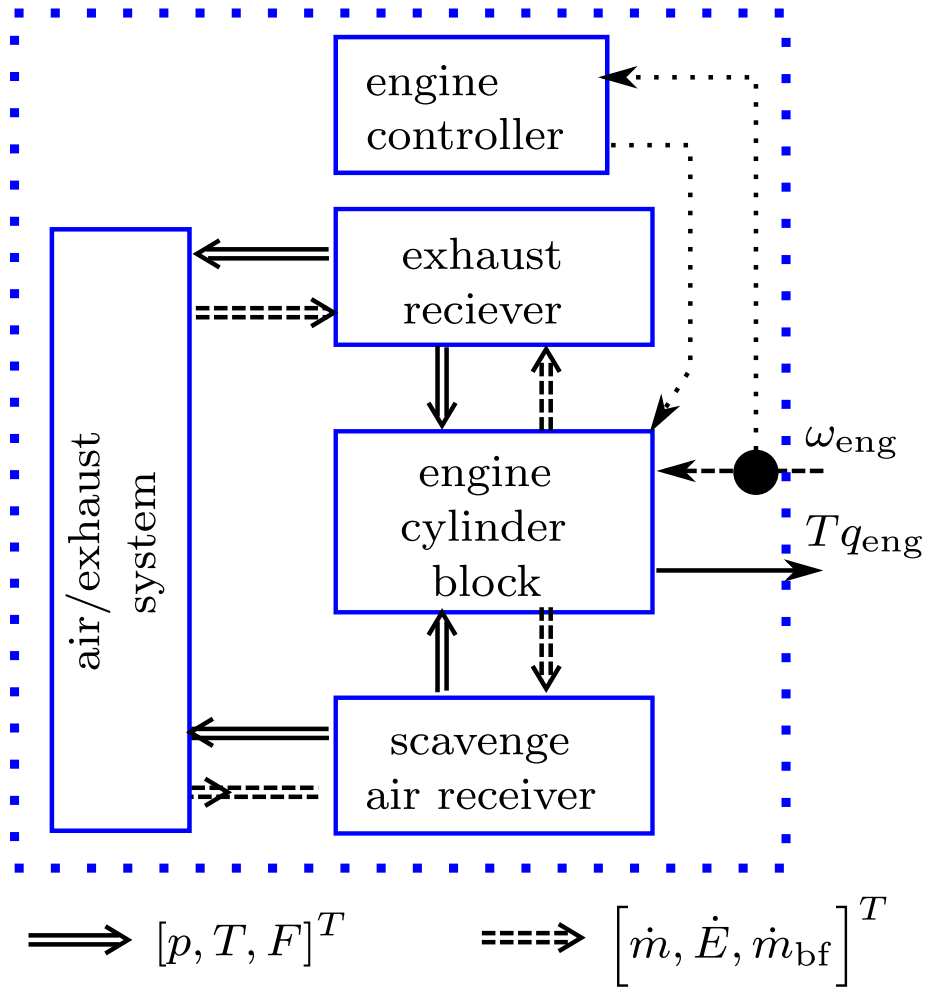 engine
controller
exhaust
reciever
air/exhaust
system
engine
cylinder
block
ω_eng
Tq_eng
scavenge
air receiver
[p, T, F]^T
[ṁ, Ė, ṁ_bf]^T